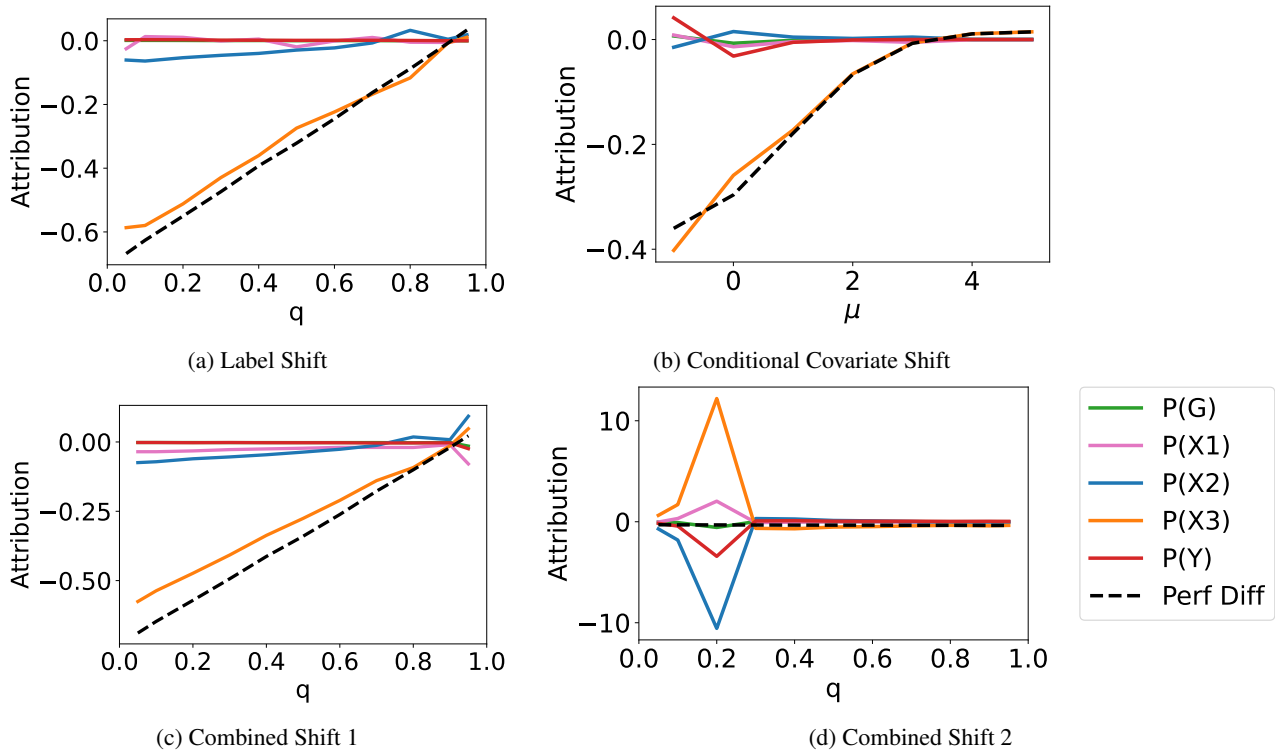 0.0
−0.2
−0.4
−0.6
Attribution
0.0 0.2 0.4 0.6 0.8 1.0
q
(a) Label Shift
0.0
−0.2
−0.4
Attribution
0 2 4
μ
(b) Conditional Covariate Shift
0.00
−0.25
−0.50
Attribution
0.0 0.2 0.4 0.6 0.8 1.0
q
(c) Combined Shift 1
10
0
−10
Attribution
0.0 0.2 0.4 0.6 0.8 1.0
q
(d) Combined Shift 2
P(G)
P(X1)
P(X2)
P(X3)
P(Y)
Perf Diff